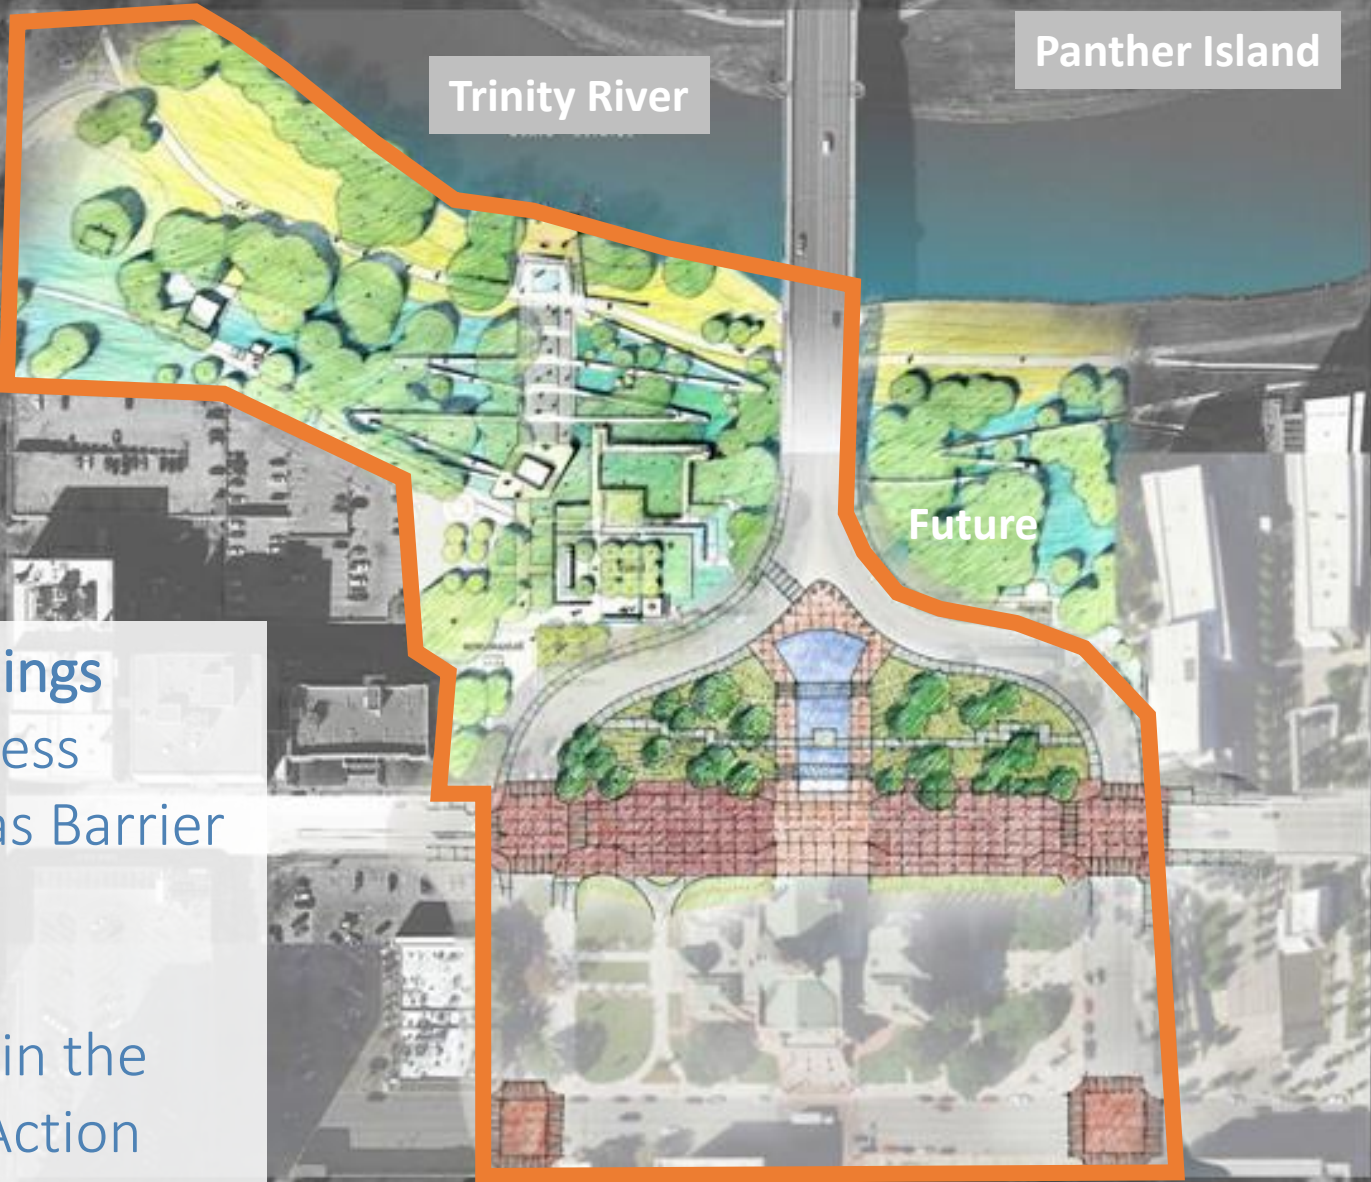 Trinity River
Panther Island
Future
ings
ess
as Barrier
in the
Action